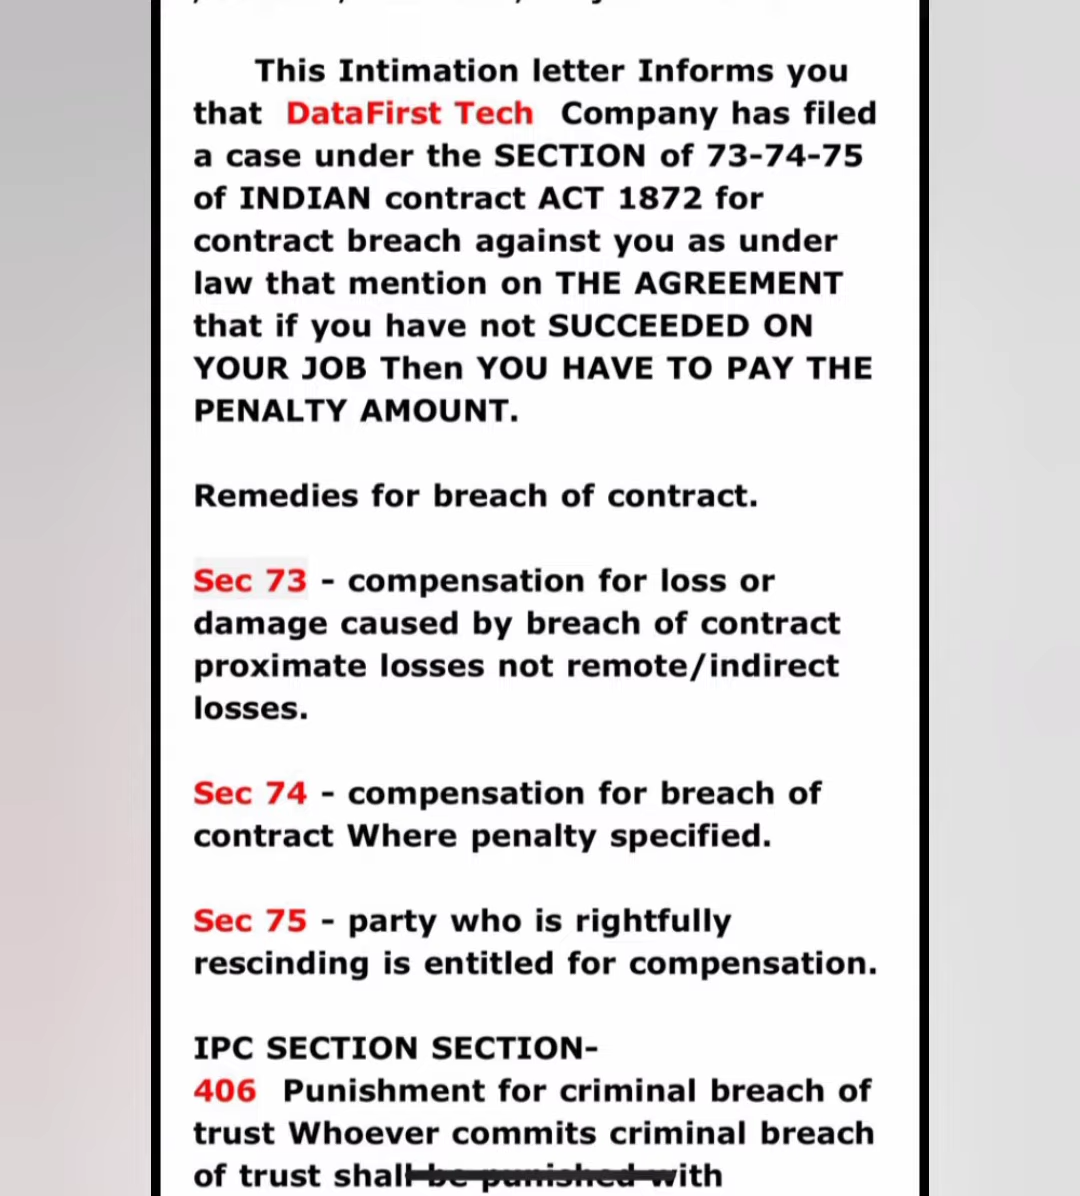 This Intimation letter Informs you
that DataFirst Tech Company has filed
a case under the SECTION of 73-74-75
of INDIAN contract ACT 1872 for
contract breach against you as under
law that mention on THE AGREEMENT
that if you have not SUCCEEDED ON
YOUR JOB Then YOU HAVE TO PAY THE
PENALTY AMOUNT.
Remedies for breach of contract.
Sec 73 - compensation for loss or
damage caused by breach of contract
proximate losses not remote/indirect
losses.
Sec 74 - compensation for breach of
contract Where penalty specified.
Sec 75 - party who is rightfully
rescinding is entitled for compensation.
IPC SECTION SECTION-
406 Punishment for criminal breach of
trust Whoever commits criminal breach
of trust shall be punished with